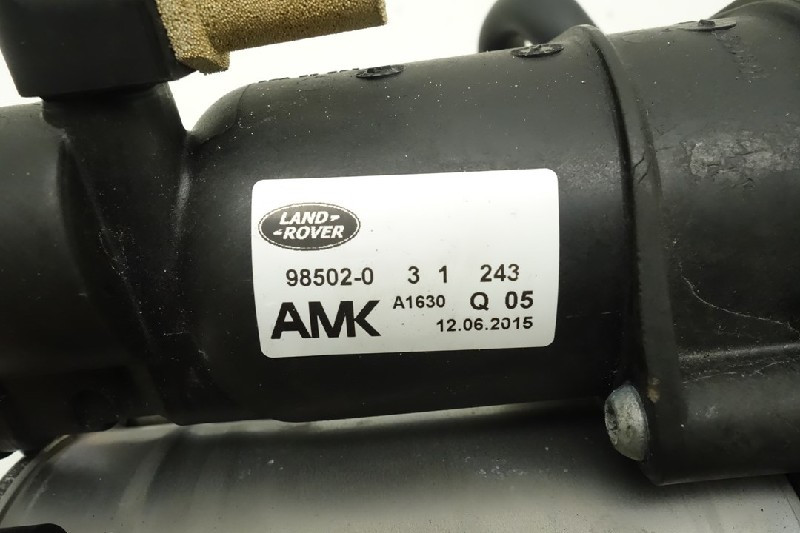 LAND
ROVER
98502-0 3 1 243
AMK A1630 Q 05
12.06.2015